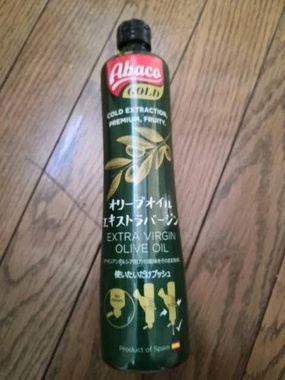 Abaco
GOLD
COLD EXTRACTION,
PREMIUM, FRUITY.
オリーブオイル
エキストラバージン
EXTRA VIRGIN
OLIVE OIL
使いたいだけプッシュ
Product of Spain